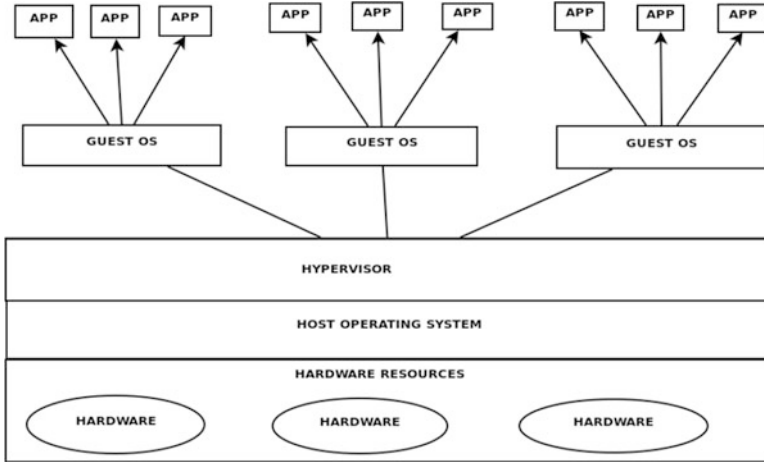 APP APP APP APP APP APP APP APP APP
GUEST OS GUEST OS GUEST OS
HYPERVISOR
HOST OPERATING SYSTEM
HARDWARE RESOURCES
HARDWARE HARDWARE HARDWARE